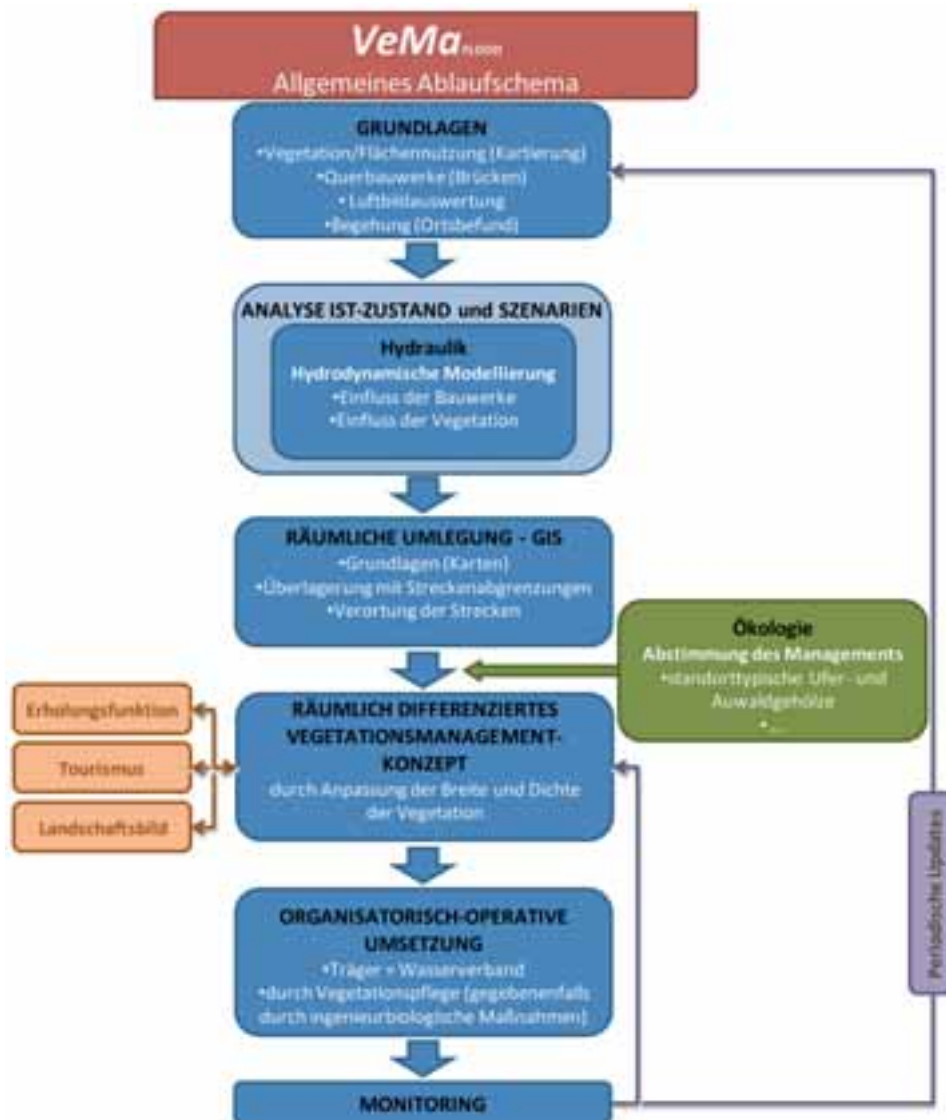 VeMa FLOOD
Allgemeines Ablaufschema
GRUNDLAGEN
•Vegetation/Flächennutzung (Kartierung)
•Querbauwerke (Brücken)
• Luftbildauswertung
•Begehung (Ortsbefund)
ANALYSE IST-ZUSTAND und SZENARIEN
Hydraulik
Hydrodynamische Modellierung
•Einfluss der Bauwerke
•Einfluss der Vegetation
RÄUMLICHE UMLEGUNG - GIS
•Grundlagen (Karten)
•Überlagerung mit Streckenabgrenzungen
•Verortung der Strecken
Ökologie
Abstimmung des Managements
•standorttypische Ufer- und
Auwaldgehölze
•...
Erholungsfunktion
Tourismus
Landschaftsbild
RÄUMLICH DIFFERENZIERTES
VEGETATIONSMANAGEMENT-
KONZEPT
durch Anpassung der Breite und Dichte
der Vegetation
Periodische Updates
ORGANISATORISCH-OPERATIVE
UMSETZUNG
•Träger = Wasserverband
•durch Vegetationspflege (gegebenenfalls
durch ingenieurbiologische Maßnahmen)
MONITORING